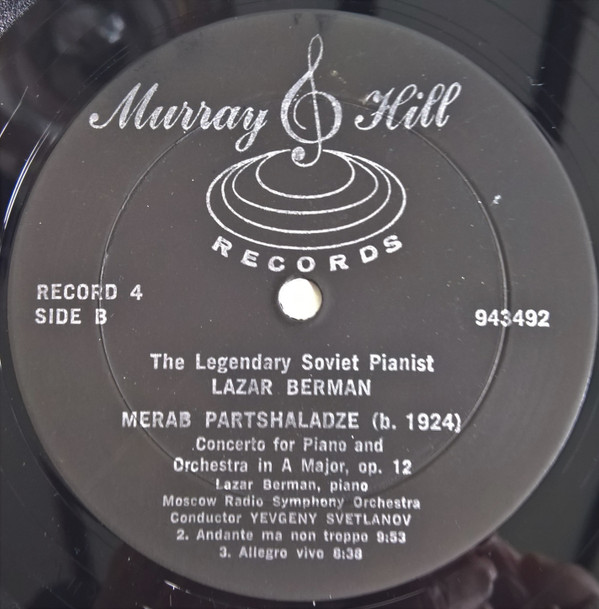 Murray Hill
RECORDS
RECORD 4
SIDE B
943492
The Legendary Soviet Pianist
LAZAR BERMAN
MERAB PARTSHALADZE (b. 1924)
Concerto for Piano and
Orchestra in A Major, op. 12
Lazar Berman, piano
Moscow Radio Symphony Orchestra
Conductor YEVGENY SVETLANOV
2. Andante ma non troppo 9:53
3. Allegro vivo 6:38